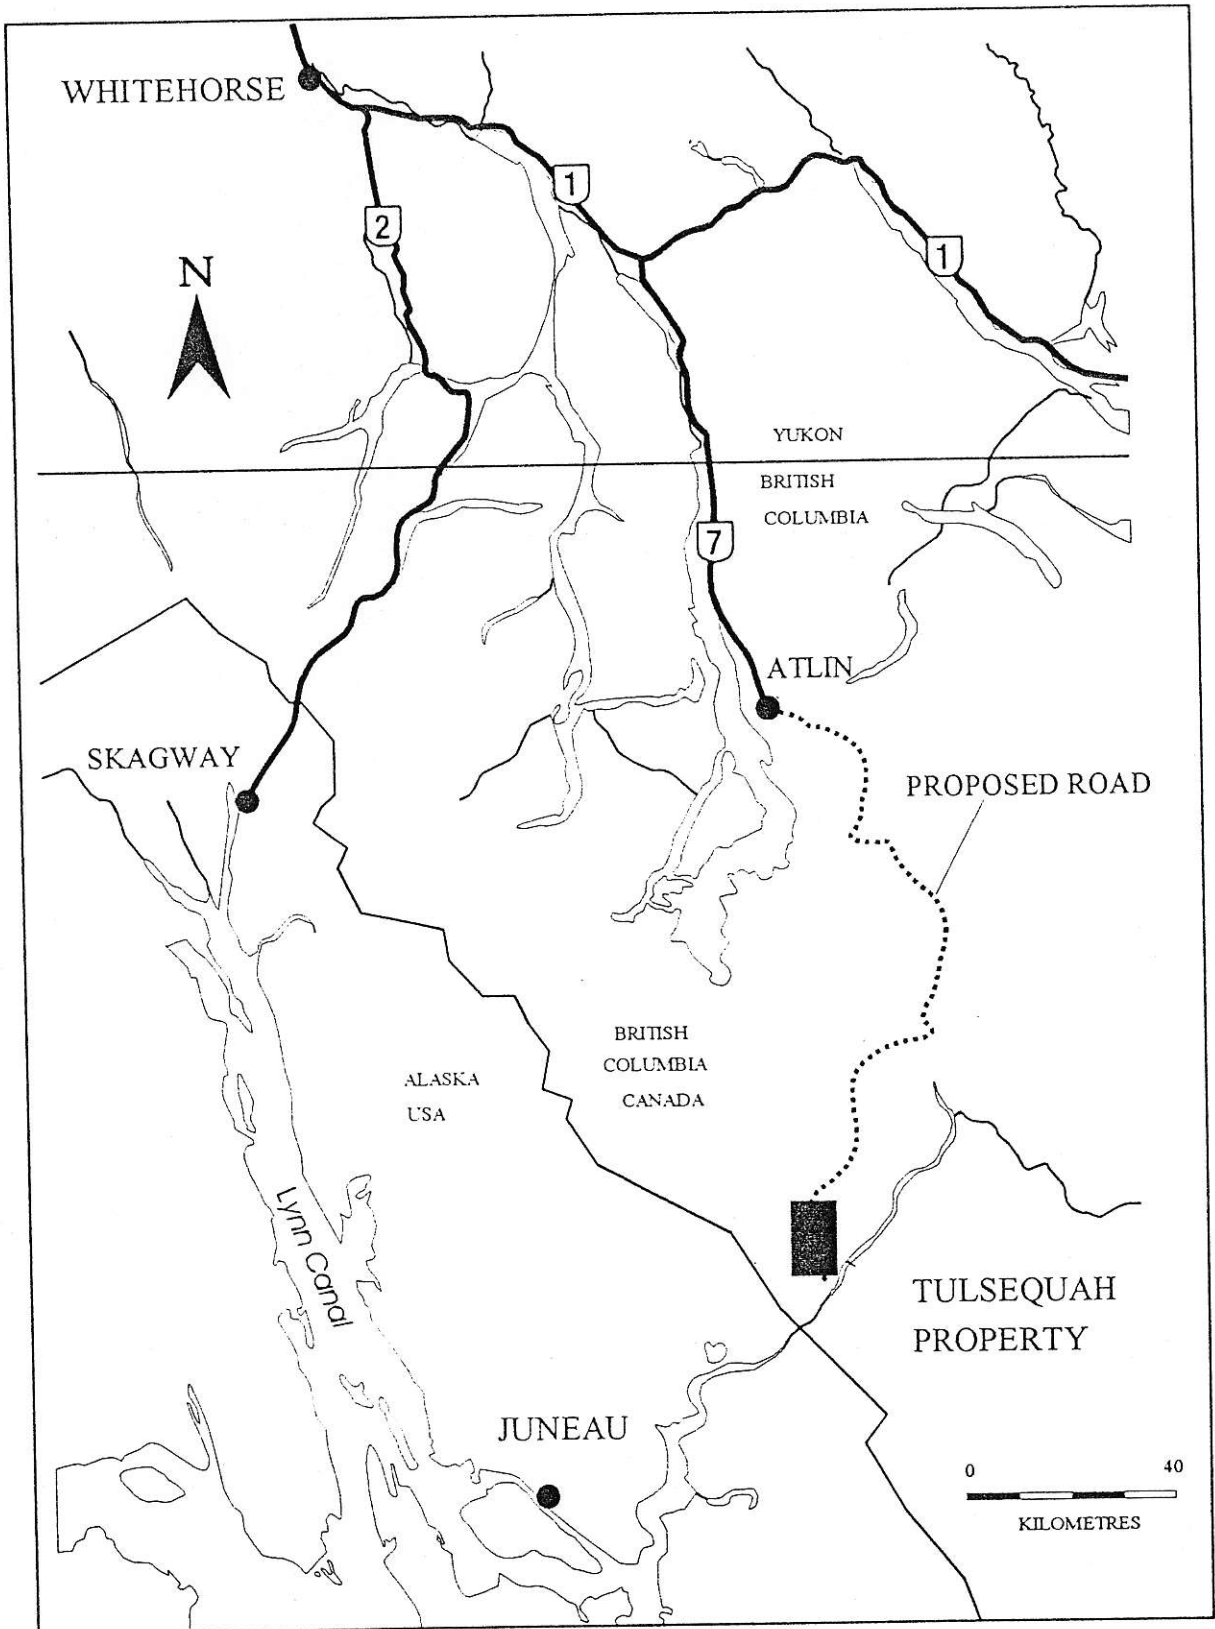 WHITEHORSE
1
2
1
N
YUKON
BRITISH
COLUMBIA
7
ATLIN
SKAGWAY
PROPOSED ROAD
BRITISH
COLUMBIA
CANADA
ALASKA
USA
Lynn Canal
TULSEQUAH
PROPERTY
JUNEAU
0 40
KILOMETRES